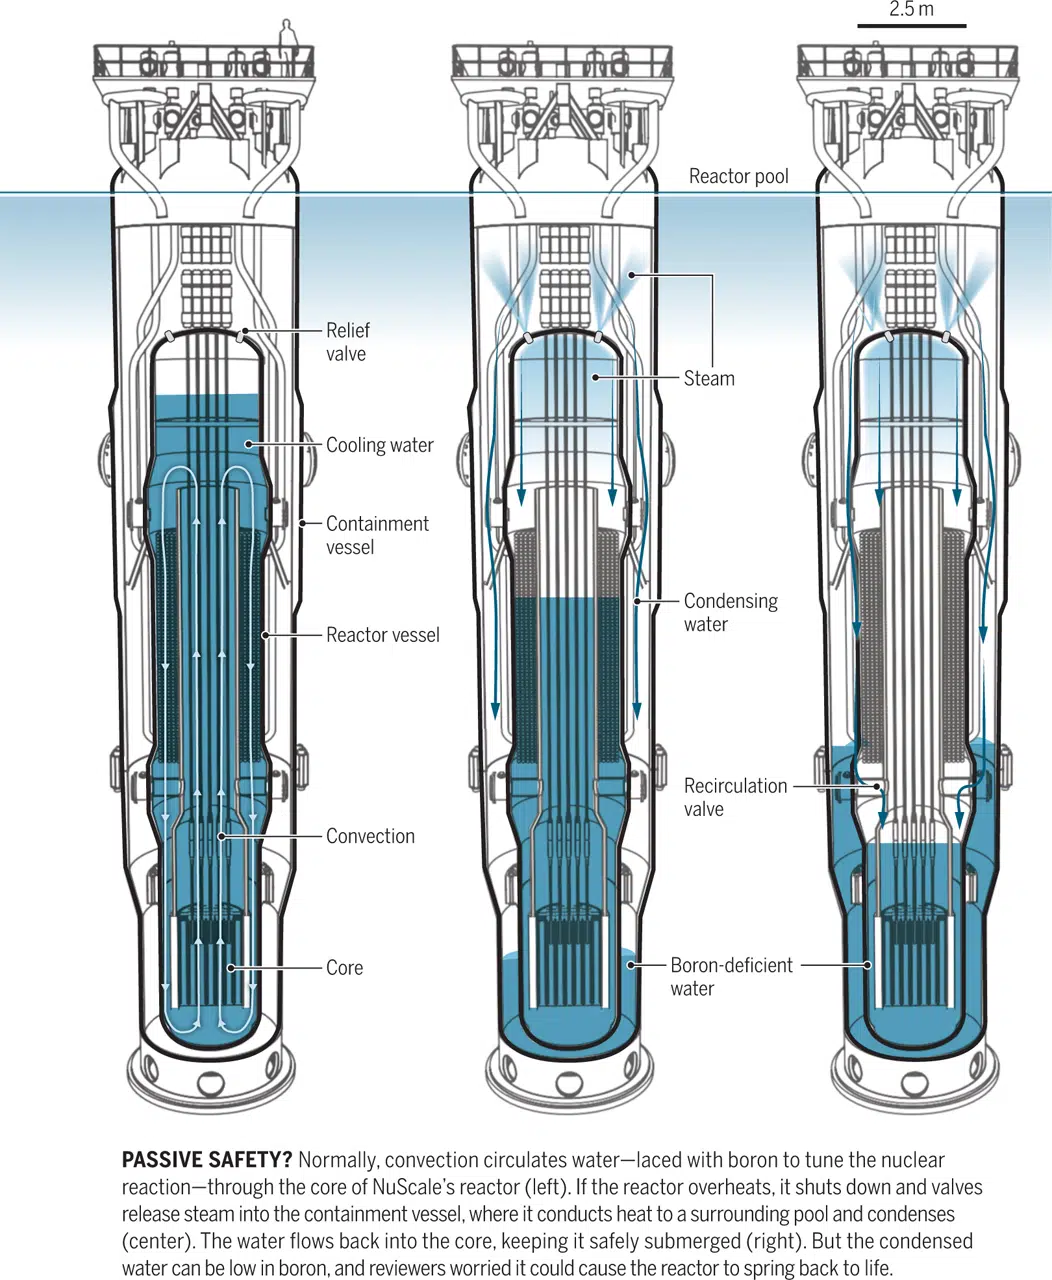 2.5 m
Reactor pool
Relief
valve
Steam
Cooling water
Containment
vessel
Condensing
water
Reactor vessel
Recirculation
valve
Convection
Core
Boron-deficient
water
PASSIVE SAFETY? Normally, convection circulates water—laced with boron to tune the nuclear
reaction—through the core of NuScale’s reactor (left). If the reactor overheats, it shuts down and valves
release steam into the containment vessel, where it conducts heat to a surrounding pool and condenses
(center). The water flows back into the core, keeping it safely submerged (right). But the condensed
water can be low in boron, and reviewers worried it could cause the reactor to spring back to life.